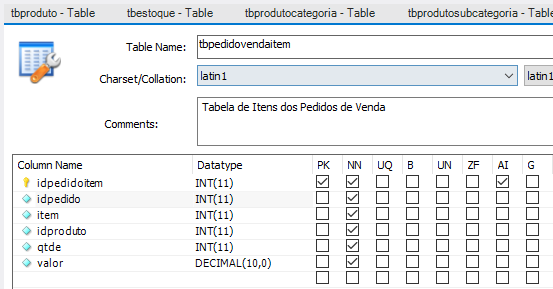 tbproduto - Table tbestoque - Table tbprodutocategoria - Table tbprodutosubcategoria - Table
Table Name: tbpedidovendaitem
Charset/Collation: latin1 latin1
Comments: Tabela de Itens dos Pedidos de Venda
Column Name Datatype PK NN UQ B UN ZF AI G
idpedidoitem INT(11)
idpedido INT(11)
item INT(11)
idproduto INT(11)
qtde INT(11)
valor DECIMAL(10,0)